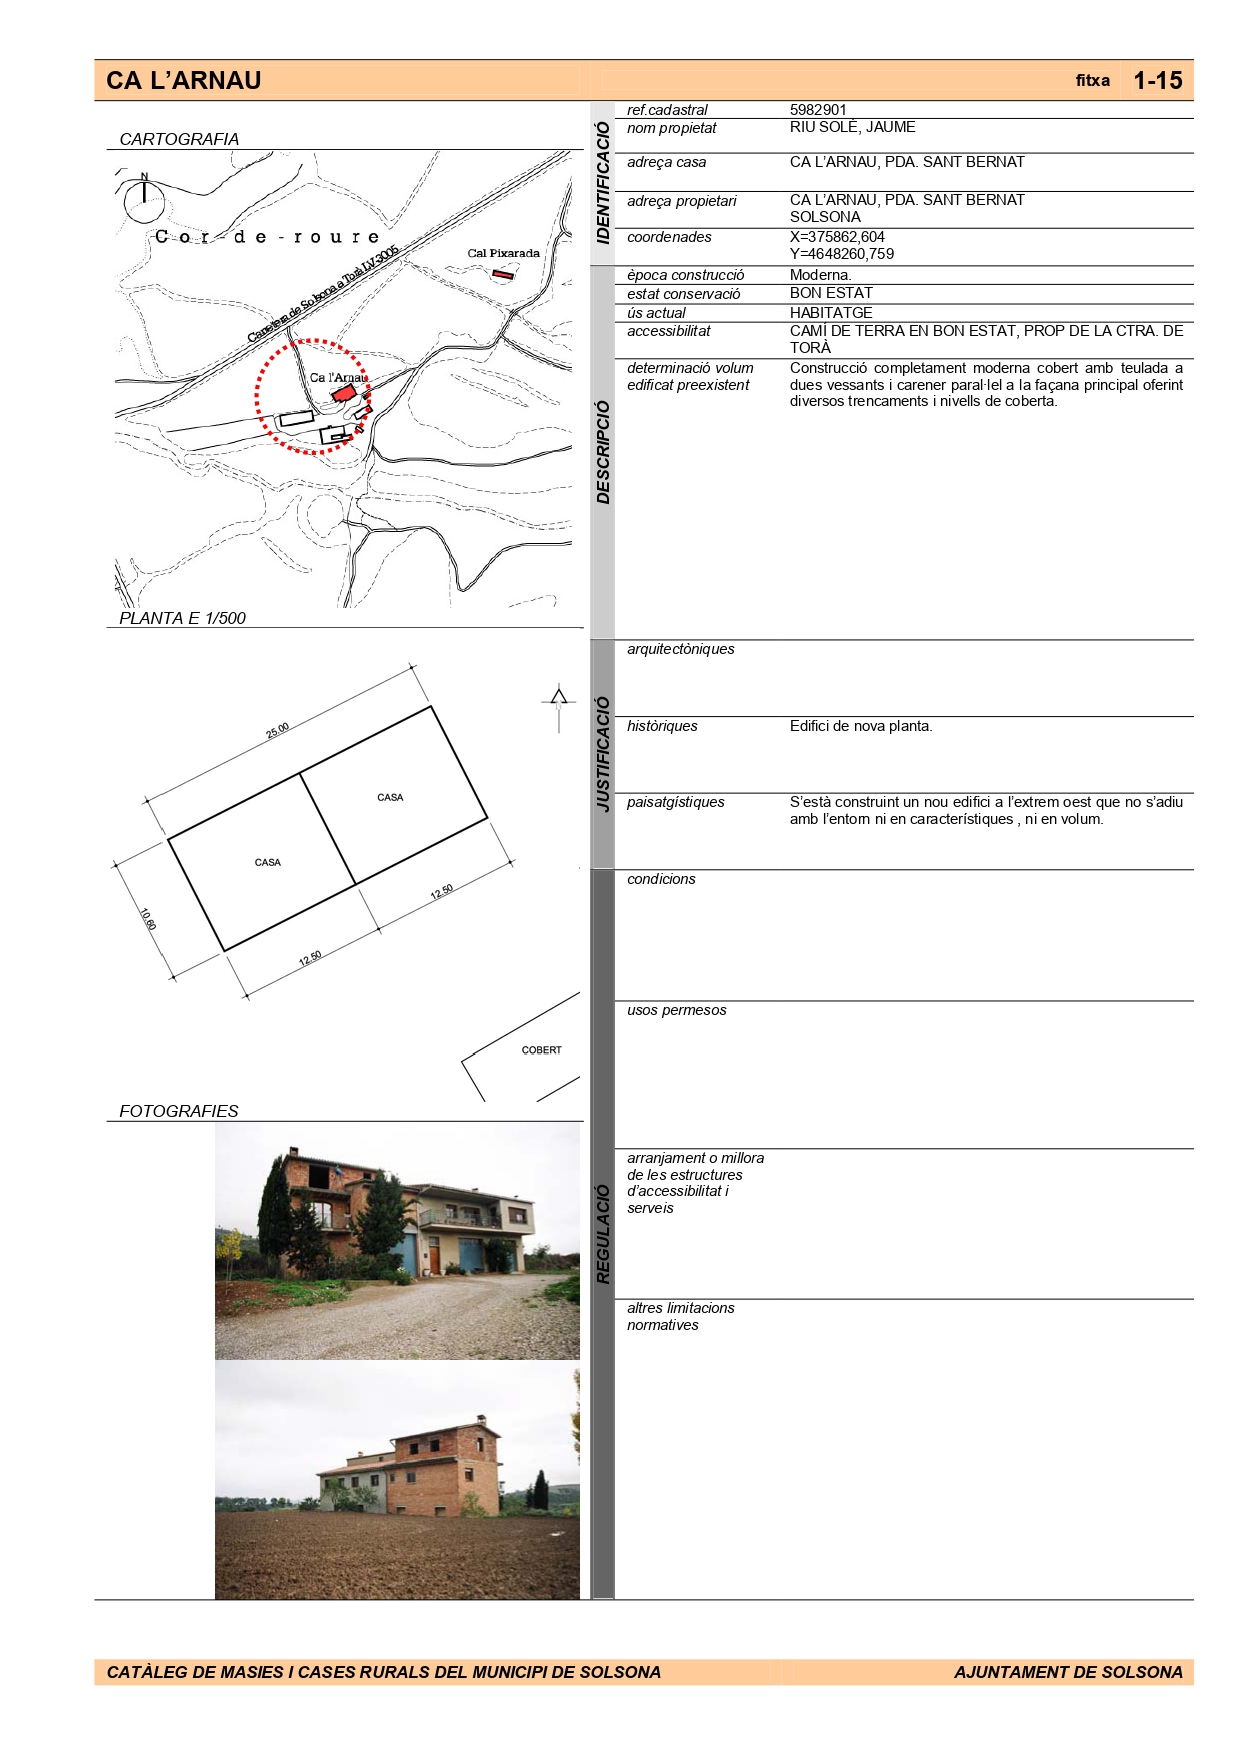 CA L’ARNAU
fitxa 1-15
CARTOGRAFIA
N
Cor-de-roure
Carretera de Solsona a Torà LV-3005
Cal Pixarada
Ca l'Arnau
PLANTA E 1/500
25.00
CASA
CASA
10.60
12.50
12.50
COBERT
FOTOGRAFIES
IDENTIFICACIÓ
ref.cadastral 5982901
nom propietat RIU SOLÉ, JAUME
adreça casa CA L’ARNAU, PDA. SANT BERNAT
adreça propietari CA L’ARNAU, PDA. SANT BERNAT
SOLSONA
coordenades X=375862,604
Y=4648260,759
DESCRIPCIÓ
època construcció Moderna.
estat conservació BON ESTAT
ús actual HABITATGE
accessibilitat CAMÍ DE TERRA EN BON ESTAT, PROP DE LA CTRA. DE
TORÀ
determinació volum Construcció completament moderna cobert amb teulada a
edificat preexistent dues vessants i carener paral·lel a la façana principal oferint
diversos trencaments i nivells de coberta.
JUSTIFICACIÓ
arquitectòniques
històriques Edifici de nova planta.
paisatgístiques S’està construint un nou edifici a l’extrem oest que no s’adiu
amb l’entorn ni en característiques , ni en volum.
REGULACIÓ
condicions
usos permesos
arranjament o millora
de les estructures
d’accessibilitat i
serveis
altres limitacions
normatives
CATÀLEG DE MASIES I CASES RURALS DEL MUNICIPI DE SOLSONA
AJUNTAMENT DE SOLSONA